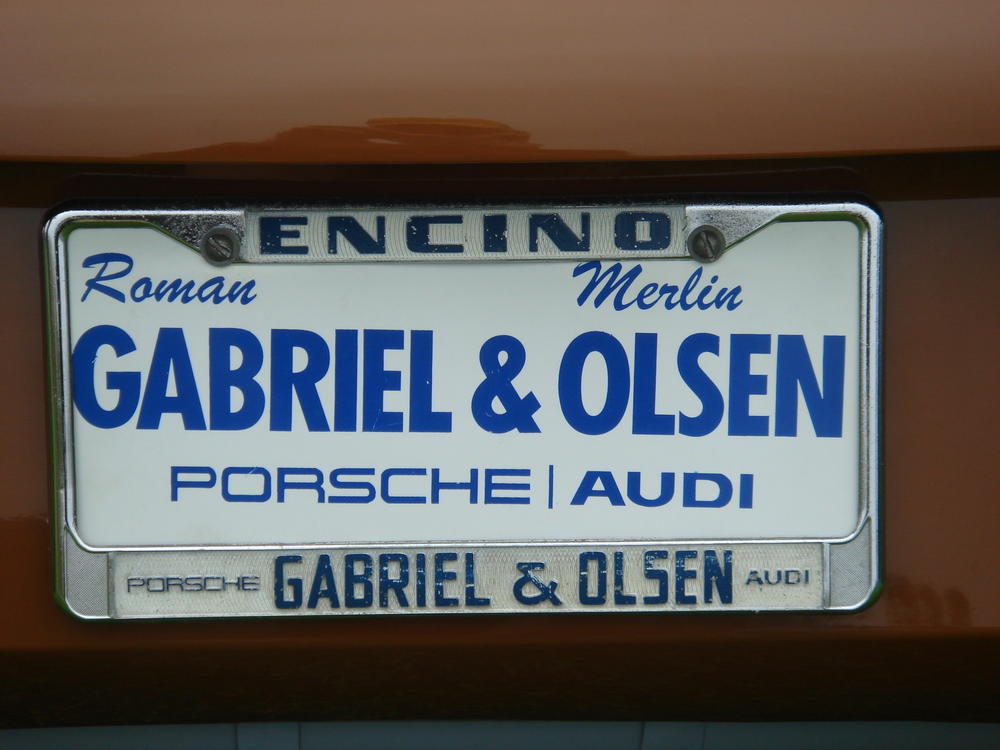 ENCINO
Roman Merlin
GABRIEL & OLSEN
PORSCHE | AUDI
PORSCHE GABRIEL & OLSEN AUDI